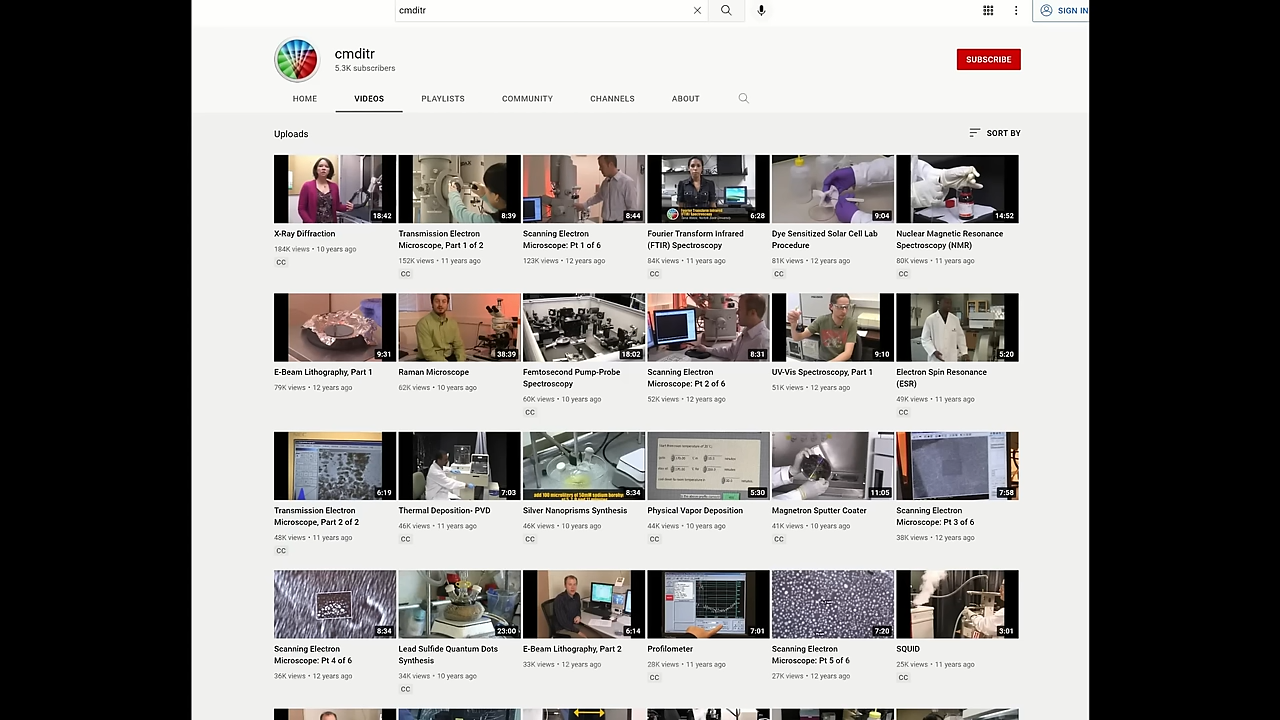 cmditr
SIGN IN
cmditr
5.3K subscribers
SUBSCRIBE
HOME VIDEOS PLAYLISTS COMMUNITY CHANNELS ABOUT
Uploads
SORT BY
18:42 8:39 8:44 6:28 9:04 14:52
X-Ray Diffraction
184K views • 10 years ago
CC
Transmission Electron
Microscope, Part 1 of 2
152K views • 11 years ago
CC
Scanning Electron
Microscope: Pt 1 of 6
123K views • 12 years ago
Fourier Transform Infrared
(FTIR) Spectroscopy
84K views • 11 years ago
CC
Dye Sensitized Solar Cell Lab
Procedure
81K views • 12 years ago
CC
Nuclear Magnetic Resonance
Spectroscopy (NMR)
80K views • 11 years ago
CC
9:31 38:39 18:02 8:31 9:10 5:20
E-Beam Lithography, Part 1
79K views • 12 years ago
Raman Microscope
62K views • 10 years ago
Femtosecond Pump-Probe
Spectroscopy
60K views • 10 years ago
CC
Scanning Electron
Microscope: Pt 2 of 6
52K views • 12 years ago
UV-Vis Spectroscopy, Part 1
51K views • 12 years ago
Electron Spin Resonance
(ESR)
49K views • 11 years ago
CC
6:19 7:03 8:34 5:30 11:05 7:58
Transmission Electron
Microscope, Part 2 of 2
48K views • 11 years ago
CC
Thermal Deposition- PVD
46K views • 11 years ago
CC
Silver Nanoprisms Synthesis
46K views • 10 years ago
CC
Physical Vapor Deposition
44K views • 10 years ago
CC
Magnetron Sputter Coater
41K views • 10 years ago
CC
Scanning Electron
Microscope: Pt 3 of 6
38K views • 12 years ago
8:34 23:00 6:14 7:01 7:20 3:01
Scanning Electron
Microscope: Pt 4 of 6
36K views • 12 years ago
Lead Sulfide Quantum Dots
Synthesis
34K views • 10 years ago
CC
E-Beam Lithography, Part 2
33K views • 12 years ago
Profilometer
28K views • 11 years ago
CC
Scanning Electron
Microscope: Pt 5 of 6
27K views • 12 years ago
SQUID
25K views • 11 years ago
CC